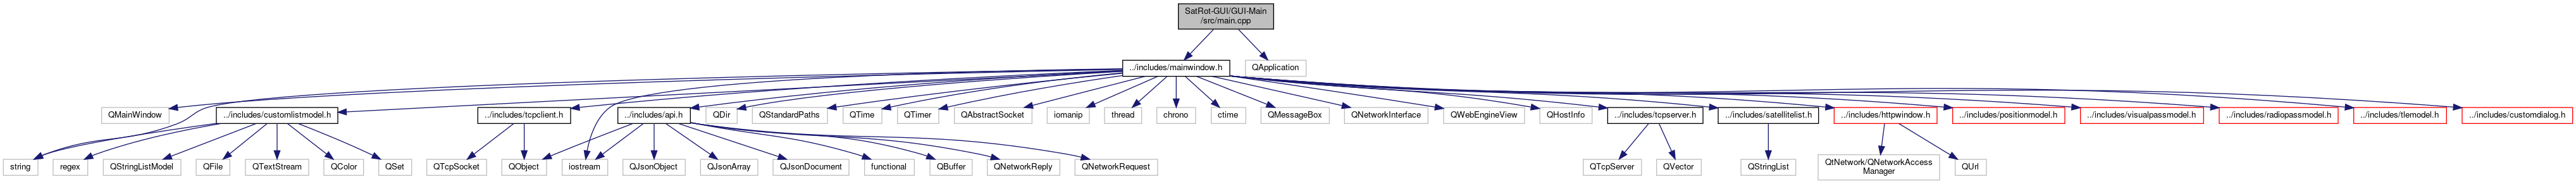 SatRot-GUI/GUI-Main
/src/main.cpp
../includes/mainwindow.h
QApplication
QMainWindow
../includes/customlistmodel.h
../includes/tcpclient.h
../includes/api.h
QDir
QStandardPaths
QTime
QTimer
QAbstractSocket
iomanip
thread
chrono
ctime
QMessageBox
QNetworkInterface
QWebEngineView
QHostInfo
../includes/tcpserver.h
../includes/satellitelist.h
../includes/httpwindow.h
../includes/positionmodel.h
../includes/visualpassmodel.h
../includes/radiopassmodel.h
../includes/tlemodel.h
../includes/customdialog.h
string
regex
QStringListModel
QFile
QTextStream
QColor
QSet
QTcpSocket
QObject
iostream
QJsonObject
QJsonArray
QJsonDocument
functional
QBuffer
QNetworkReply
QNetworkRequest
QTcpServer
QVector
QStringList
QtNetwork/QNetworkAccess
Manager
QUrl